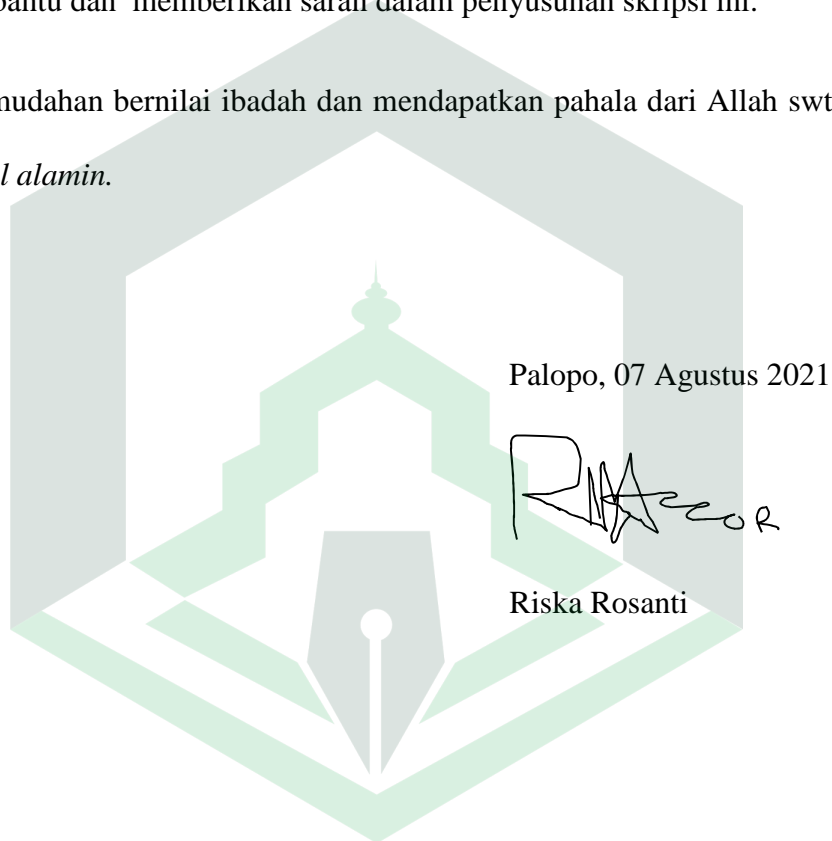 bantu dan memberikan saran dalam penyusunan skripsi ini.
mudahan bernilai ibadah dan mendapatkan pahala dari Allah swt
l alamin.
Palopo, 07 Agustus 2021
Riska Rosanti